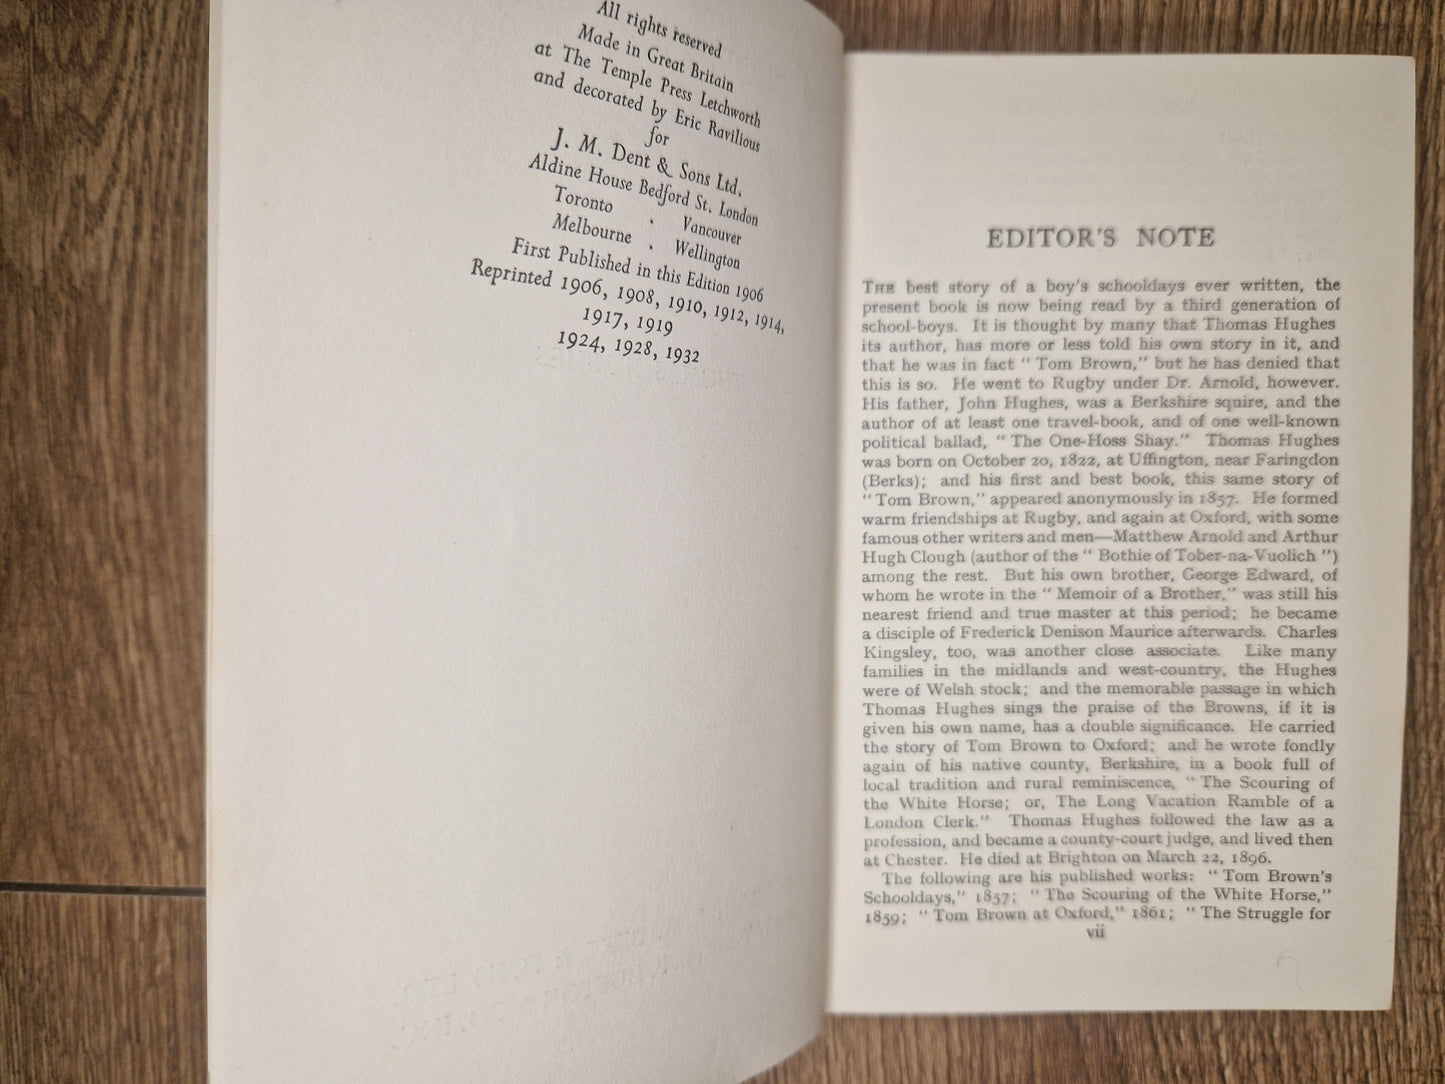 All rights reserved
Made in Great Britain
at The Temple Press Letchworth
and decorated by Eric Ravilious
for
J. M. Dent & Sons Ltd.
Aldine House Bedford St. London
Toronto . Vancouver
Melbourne . Wellington
First Published in this Edition 1906
Reprinted 1906, 1908, 1910, 1912, 1914,
1917, 1919
1924, 1928, 1932
EDITOR'S NOTE
THE best story of a boy's schooldays ever written, the
present book is now being read by a third generation of
school-boys. It is thought by many that Thomas Hughes
its author, has more or less told his own story in it, and
that he was in fact "Tom Brown," but he has denied that
this is so. He went to Rugby under Dr. Arnold, however.
His father, John Hughes, was a Berkshire squire, and the
author of at least one travel-book, and of one well-known
political ballad, "The One-Hoss Shay." Thomas Hughes
was born on October 20, 1822, at Uffington, near Faringdon
(Berks); and his first and best book, this same story of
"Tom Brown," appeared anonymously in 1857. He formed
warm friendships at Rugby, and again at Oxford, with some
famous other writers and men—Matthew Arnold and Arthur
Hugh Clough (author of the "Bothie of Tober-na-Vuolich")
among the rest. But his own brother, George Edward, of
whom he wrote in the "Memoir of a Brother," was still his
nearest friend and true master at this period; he became
a disciple of Frederick Denison Maurice afterwards. Charles
Kingsley, too, was another close associate. Like many
families in the midlands and west-country, the Hughes
were of Welsh stock; and the memorable passage in which
Thomas Hughes sings the praise of the Browns, if it is
given his own name, has a double significance. He carried
the story of Tom Brown to Oxford; and he wrote fondly
again of his native county, Berkshire, in a book full of
local tradition and rural reminiscence, "The Scouring of
the White Horse; or, The Long Vacation Ramble of a
London Clerk." Thomas Hughes followed the law as a
profession, and became a county-court judge, and lived then
at Chester. He died at Brighton on March 22, 1896.
The following are his published works: "Tom Brown's
Schooldays," 1857; "The Scouring of the White Horse,"
1859; "Tom Brown at Oxford," 1861; "The Struggle for
vii